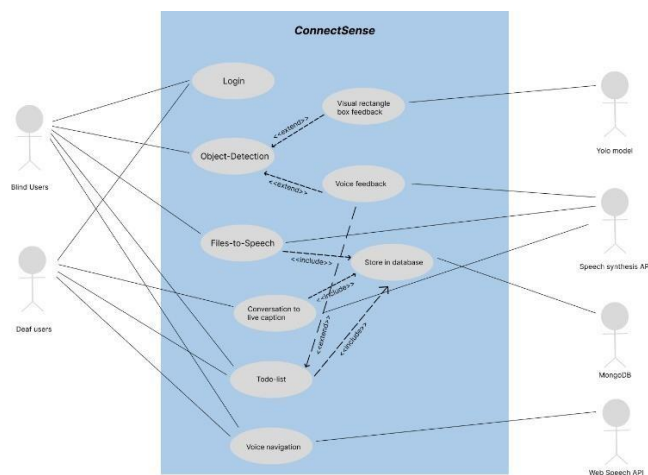 ConnectSense
Login
Visual rectangle
box feedback
<<extend>>
Yolo model
Blind Users
Object-Detection
<<extend>>
Voice feedback
Files-to-Speech
<<include>>
Store in database
Speech synthesis AP
Deaf users
Conversation to
live caption
<<include>>
<<extend>>
<<include>>
Todo-list
MongoDB
Voice navigation
Web Speech API